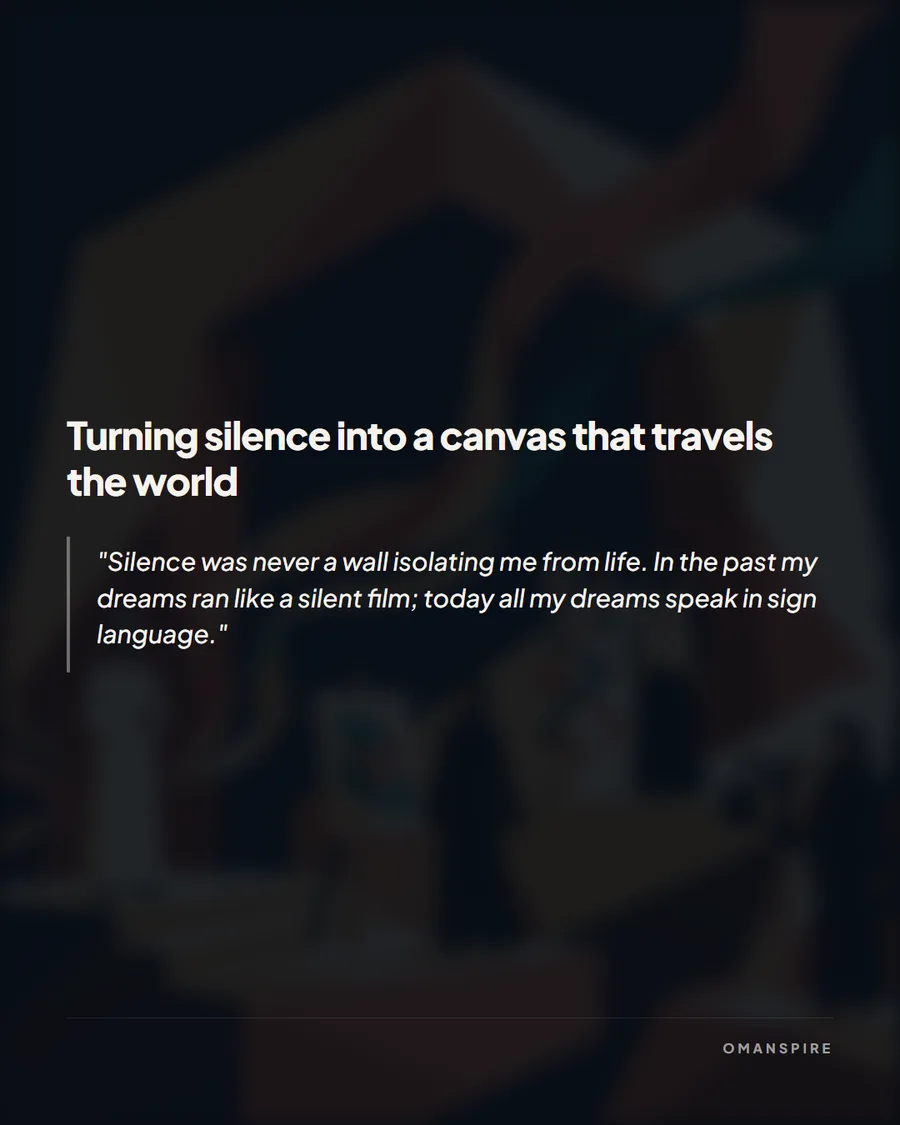 Turning silence into a canvas that travels
the world
"Silence was never a wall isolating me from life. In the past my
dreams ran like a silent film; today all my dreams speak in sign
language."
OMANSPIRE